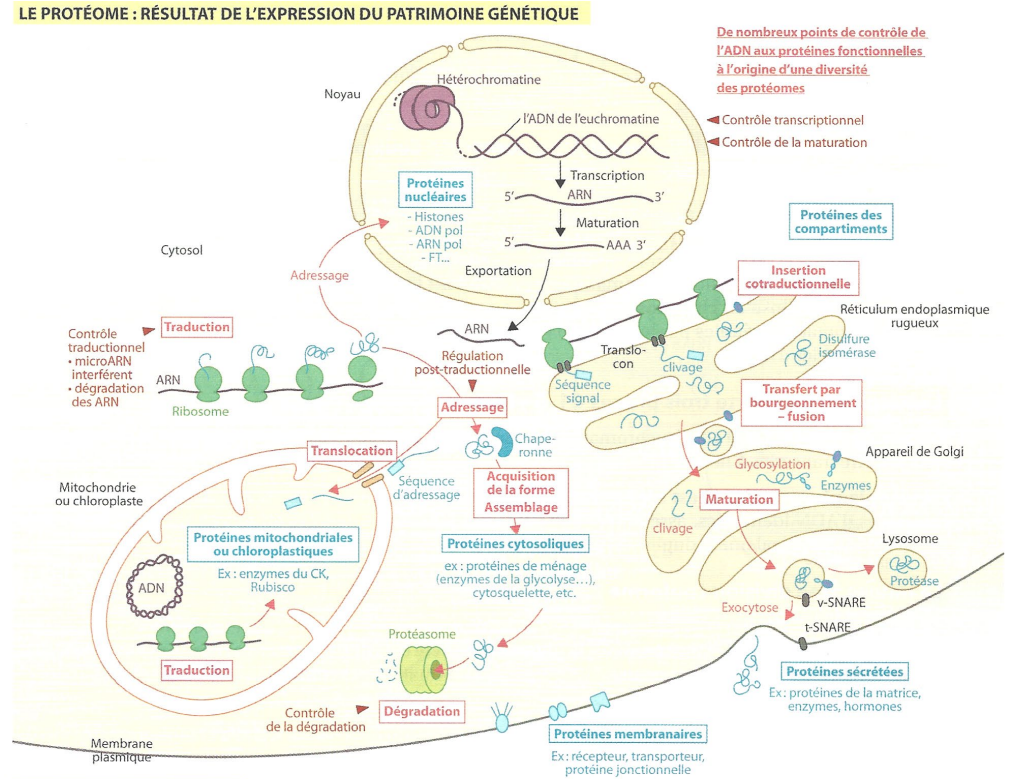 LE PROTÉOME : RÉSULTAT DE L'EXPRESSION DU PATRIMOINE GÉNÉTIQUE
De nombreux points de contrôle de
l'ADN aux protéines fonctionnelles
à l'origine d'une diversité
des protéomes
Contrôle transcriptionnel
Contrôle de la maturation
Noyau
Hétérochromatine
l'ADN de l'euchromatine
Transcription
5' ARN 3'
Maturation
5' AAA 3'
Exportation
Protéines
nucléaires
- Histones
- ADN pol
- ARN pol
- FT...
Cytosol
Adressage
Protéines des
compartiments
Insertion
cotraductionnelle
Réticulum endoplasmique
rugueux
Disulfure
isomérase
Contrôle
traductionnel
• microARN
interférent
• dégradation
des ARN
Traduction
ARN
Ribosome
ARN
Régulation
post-traductionnelle
Adressage
Translo-
con
Séquence
signal
clivage
Transfert par
bourgeonnement
– fusion
Chape-
ronne
Translocation
Séquence
d'adressage
Acquisition
de la forme
Assemblage
Appareil de Golgi
Glycosylation
Enzymes
Maturation
clivage
Mitochondrie
ou chloroplaste
Protéines mitochondriales
ou chloroplastiques
Ex : enzymes du CK,
Rubisco
ADN
Traduction
Protéines cytosoliques
ex : protéines de ménage
(enzymes de la glycolyse...),
cytosquelette, etc.
Lysosome
Protéase
v-SNARE
Exocytose
t-SNARE
Protéasome
Contrôle
de la dégradation
Dégradation
Protéines sécrétées
Ex : protéines de la matrice,
enzymes, hormones
Membrane
plasmique
Protéines membranaires
Ex : récepteur, transporteur,
protéine jonctionnelle